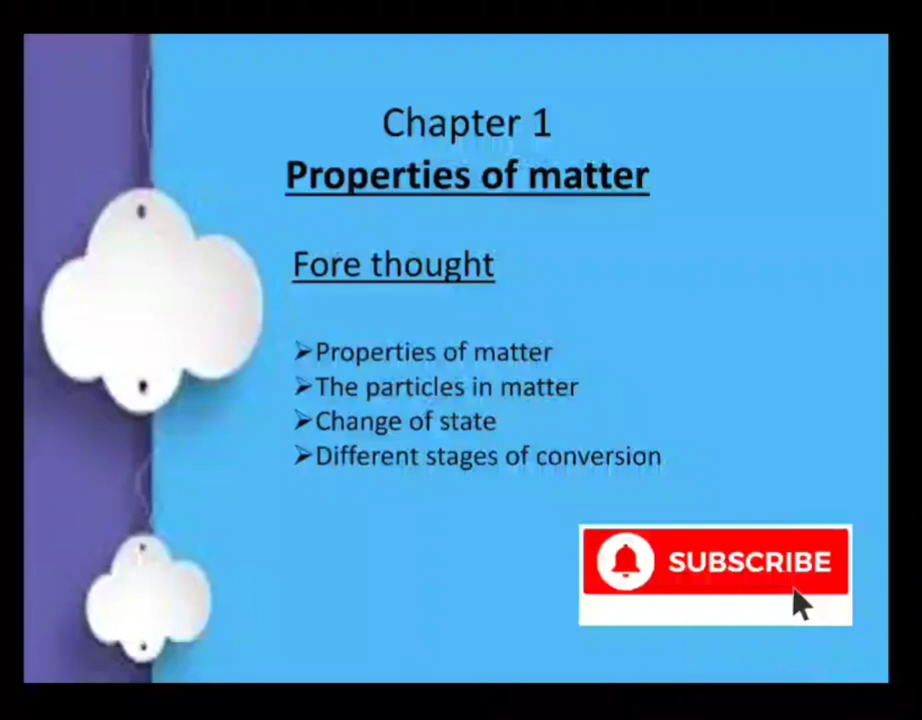 Chapter 1
Properties of matter
Fore thought
➢Properties of matter
➢The particles in matter
➢Change of state
➢Different stages of conversion
SUBSCRIBE